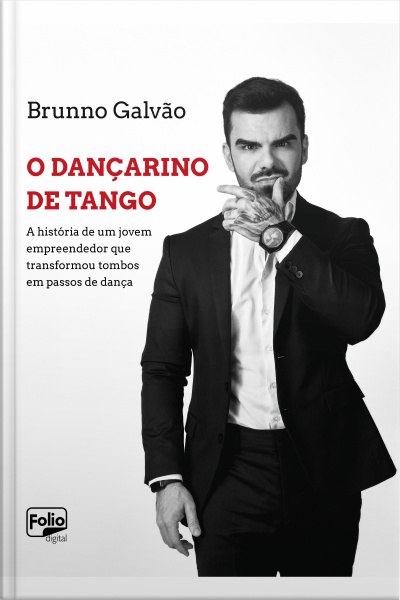 Brunno Galvão
O DANÇARINO
DE TANGO
A história de um jovem
empreendedor que
transformou tombos
em passos de dança
Folio
digital